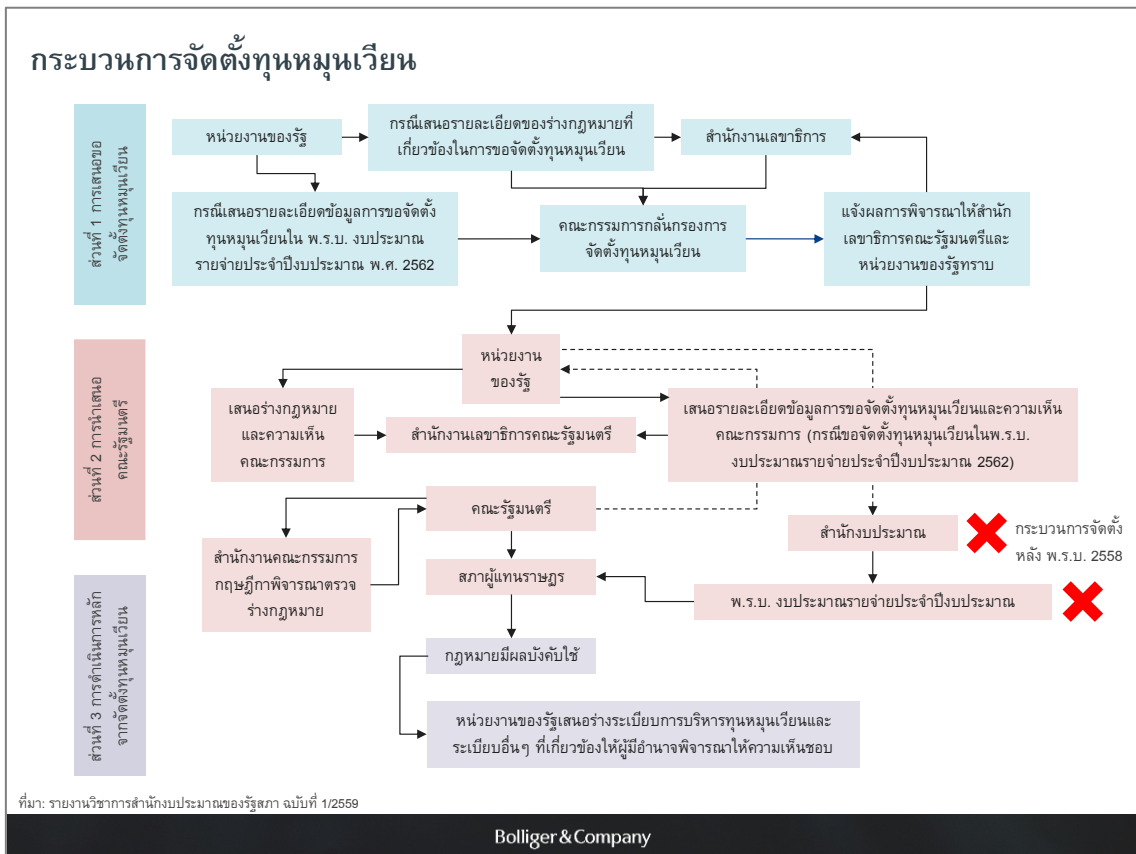 กระบวนการจัดตั้งทุนหมุนเวียน
ส่วนที่ 1 การเสนอขอ
จัดตั้งทุนหมุนเวียน
หน่วยงานของรัฐ
กรณีเสนอรายละเอียดของร่างกฎหมายที่
เกี่ยวข้องในการขอจัดตั้งทุนหมุนเวียน
สำนักงานเลขาธิการ
กรณีเสนอรายละเอียดข้อมูลการขอจัดตั้ง
ทุนหมุนเวียนใน พ.ร.บ. งบประมาณ
รายจ่ายประจำปีงบประมาณ พ.ศ. 2562
คณะกรรมการกลั่นกรองการ
จัดตั้งทุนหมุนเวียน
แจ้งผลการพิจารณาให้สำนัก
เลขาธิการคณะรัฐมนตรีและ
หน่วยงานของรัฐทราบ
ส่วนที่ 2 การนำเสนอ
คณะรัฐมนตรี
หน่วยงาน
ของรัฐ
เสนอร่างกฎหมาย
และความเห็น
คณะกรรมการ
สำนักงานเลขาธิการคณะรัฐมนตรี
เสนอรายละเอียดข้อมูลการขอจัดตั้งทุนหมุนเวียนและความเห็น
คณะกรรมการ (กรณีขอจัดตั้งทุนหมุนเวียนในพ.ร.บ.
งบประมาณรายจ่ายประจำปีงบประมาณ 2562)
คณะรัฐมนตรี
สำนักงบประมาณ
กระบวนการจัดตั้ง
หลัง พ.ร.บ. 2558
สำนักงานคณะกรรมการ
กฤษฎีกาพิจารณาตรวจ
ร่างกฎหมาย
สภาผู้แทนราษฎร
พ.ร.บ. งบประมาณรายจ่ายประจำปีงบประมาณ
ส่วนที่ 3 การดำเนินการหลัก
จากจัดตั้งทุนหมุนเวียน
กฎหมายมีผลบังคับใช้
หน่วยงานของรัฐเสนอร่างระเบียบการบริหารทุนหมุนเวียนและ
ระเบียบอื่นๆ ที่เกี่ยวข้องให้ผู้มีอำนาจพิจารณาให้ความเห็นชอบ
ที่มา: รายงานวิชาการสำนักงบประมาณของรัฐสภา ฉบับที่ 1/2559
Bolliger & Company